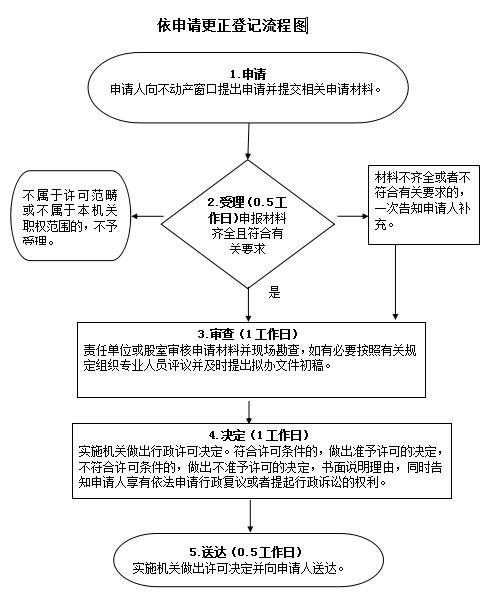 依申请更正登记流程图
1.申请
申请人向不动产窗口提出申请并提交相关申请材料。
不属于许可范畴
或不属于本机关
职权范围的，不予
受理。
2.受理（0.5工
作日）申报材料
齐全且符合有
关要求
材料不齐全或者不
符合有关要求的，
一次告知申请人补
充。
是
3.审查（1工作日）
责任单位或股室审核申请材料并现场勘查，如有必要按照有关规
定组织专业人员评议并及时提出拟办文件初稿。
4.决定（1工作日）
实施机关做出行政许可决定。符合许可条件的，做出准予许可的决定，
不符合许可条件的，做出不准予许可的决定，书面说明理由，同时告
知申请人享有依法申请行政复议或者提起行政诉讼的权利。
5.送达（0.5工作日）
实施机关做出许可决定并向申请人送达。